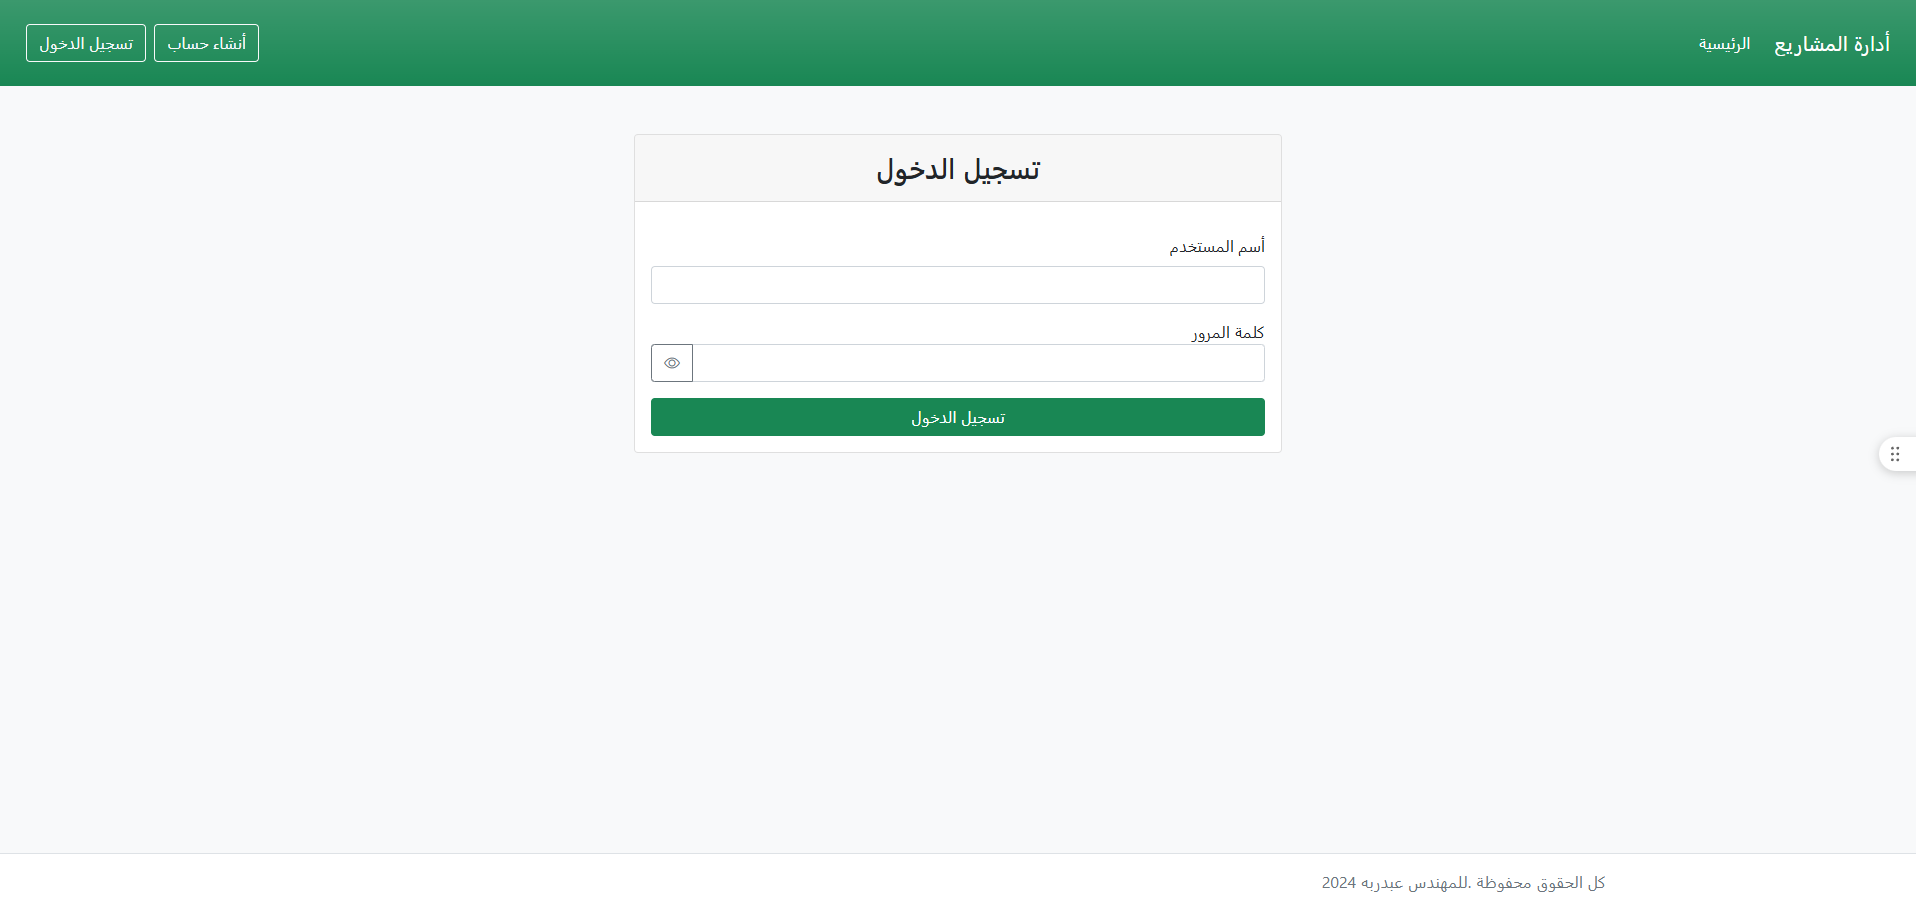 أدارة المشاريع
الرئيسية
أنشاء حساب
تسجيل الدخول
تسجيل الدخول
أسم المستخدم
كلمة المرور
تسجيل الدخول
كل الحقوق محفوظة .للمهندس عبدربه 2024